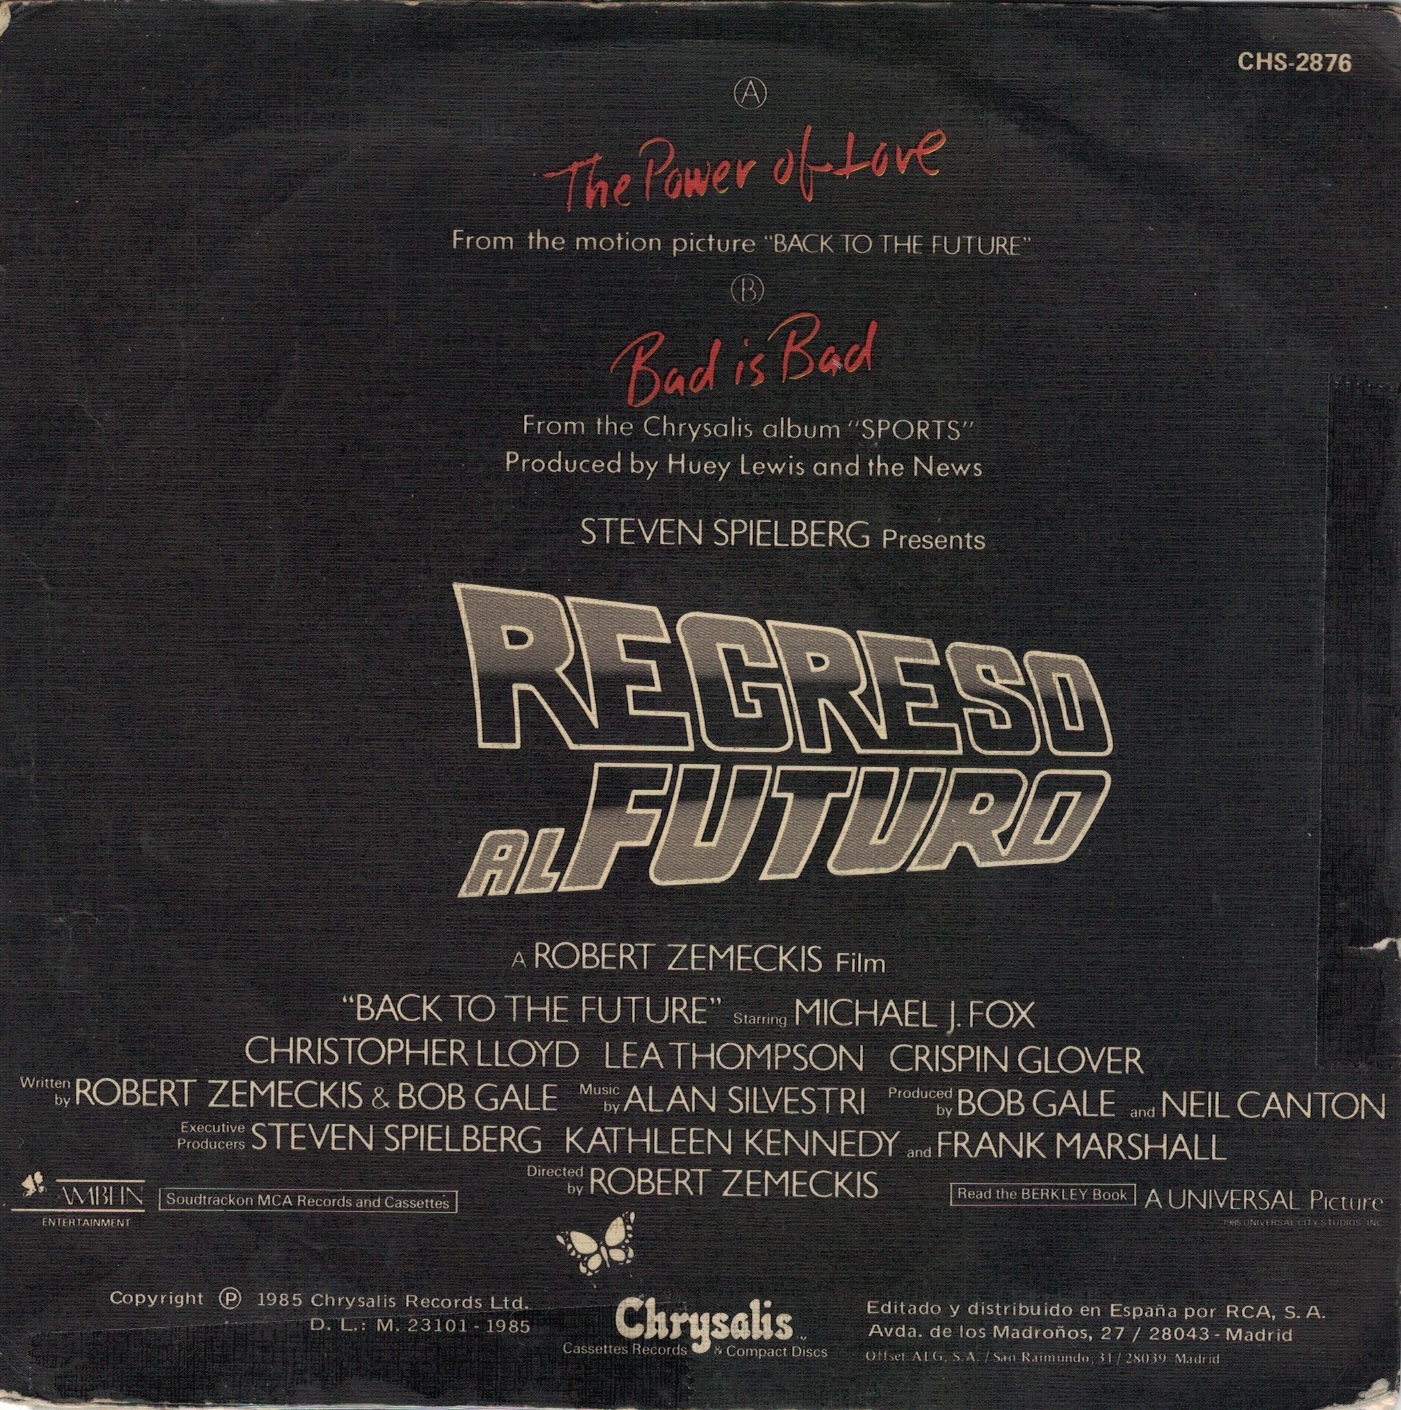 CHS-2876
A
The Power of Love
From the motion picture "BACK TO THE FUTURE"
B
Bad is Bad
From the Chrysalis album "SPORTS"
Produced by Huey Lewis and the News
STEVEN SPIELBERG Presents
REGRESO
AL FUTURO
A ROBERT ZEMECKIS Film
"BACK TO THE FUTURE" Starring MICHAEL J. FOX
CHRISTOPHER LLOYD LEA THOMPSON CRISPIN GLOVER
Written by ROBERT ZEMECKIS & BOB GALE Music by ALAN SILVESTRI Produced by BOB GALE and NEIL CANTON
Executive Producers STEVEN SPIELBERG KATHLEEN KENNEDY and FRANK MARSHALL
Directed by ROBERT ZEMECKIS
AMBLIN ENTERTAINMENT Soudtrackon MCA Records and Cassettes Read the BERKLEY Book A UNIVERSAL Picture
1985 UNIVERSAL CITY STUDIOS, INC.
Copyright ℗ 1985 Chrysalis Records Ltd.
D. L.: M. 23101 - 1985
Chrysalis
Cassettes Records & Compact Discs
Editado y distribuido en España por RCA, S. A.
Avda. de los Madroños, 27 / 28043 - Madrid
Offset ALG, S.A. / San Raimundo, 31 / 28039 Madrid